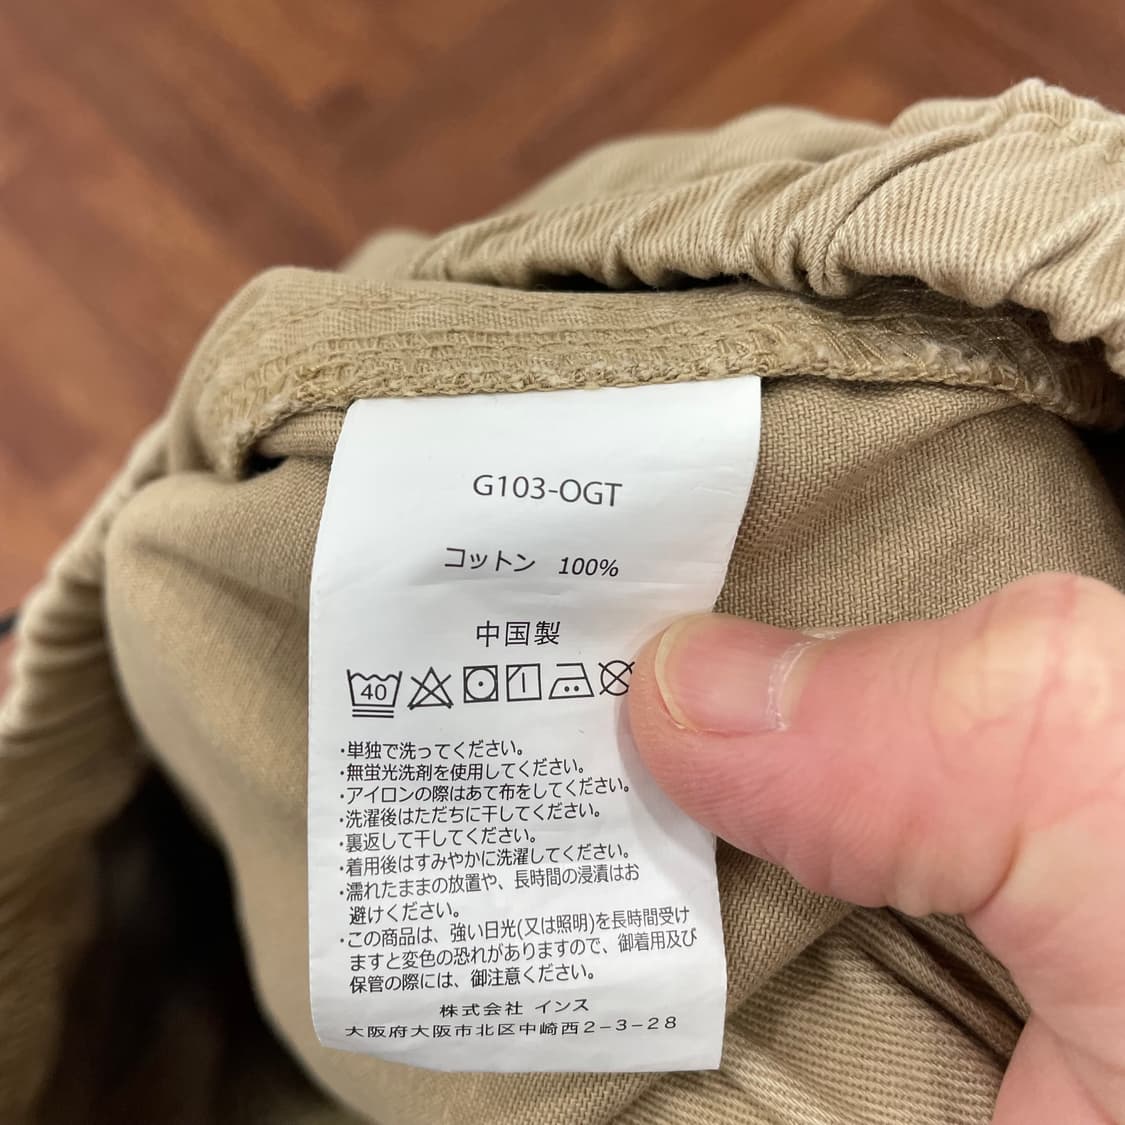 G103-OGT
コットン 100%
中国製
40
・単独で洗ってください。
・無蛍光洗剤を使用してください。
・アイロンの際はあて布をしてください。
・洗濯後はただちに干してください。
・裏返して干してください。
・着用後はすみやかに洗濯してください。
・濡れたままの放置や、長時間の浸漬はお
避けください。
・この商品は、強い日光(又は照明)を長時間受け
ますと変色の恐れがありますので、御着用及び
保管の際には、御注意ください。
株式会社 インス
大阪府大阪市北区中崎西2-3-28